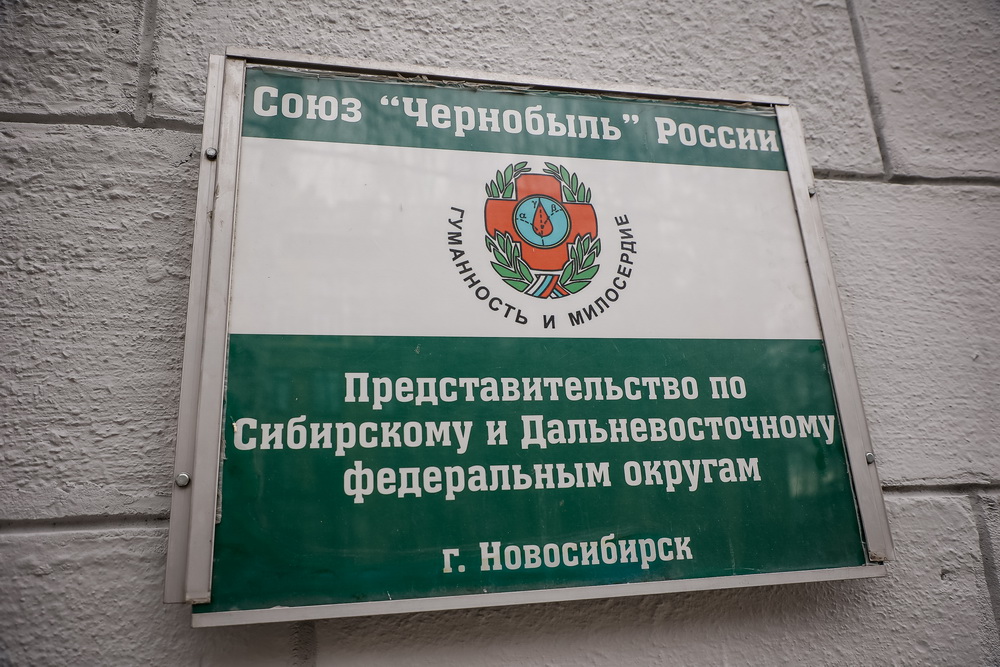 Союз “Чернобыль” России
α γ β
ГУМАННОСТЬ И МИЛОСЕРДИЕ
Представительство по
Сибирскому и Дальневосточному
федеральным округам
г. Новосибирск